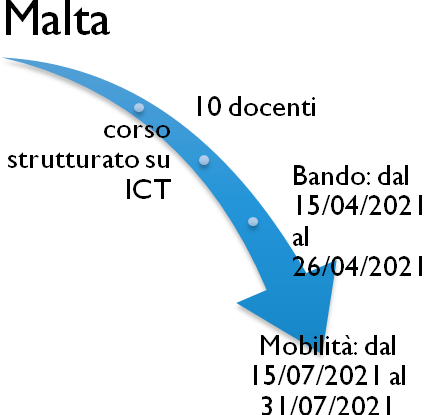 Malta
10 docenti
corso
strutturato su
ICT
Bando: dal
15/04/2021
al
26/04/2021
Mobilità: dal
15/07/2021 al
31/07/2021